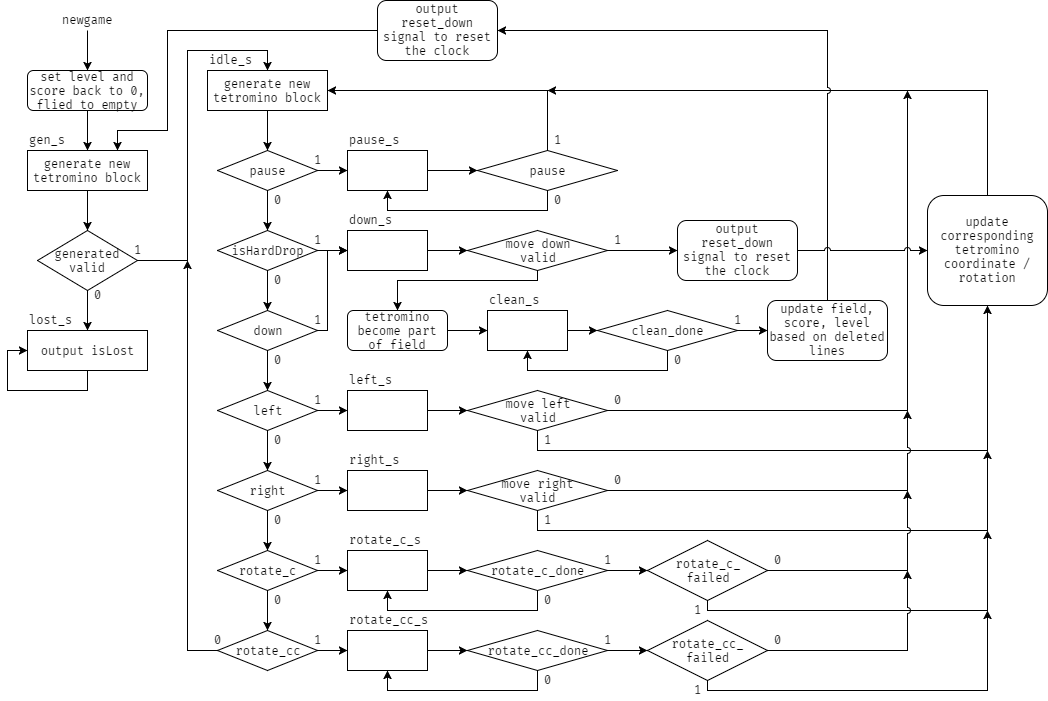 newgame
set level and
score back to 0,
flied to empty
gen_s
generate new
tetromino block
generated
valid
1
0
lost_s
output isLost
output
reset_down
signal to reset
the clock
idle_s
generate new
tetromino block
pause
1
0
pause_s
pause
1
0
isHardDrop
1
0
down_s
move down
valid
1
output
reset_down
signal to reset
the clock
update
corresponding
tetromino
coordinate /
rotation
down
1
0
tetromino
become part
of field
clean_s
clean_done
1
0
update field,
score, level
based on deleted
lines
left
1
0
left_s
move left
valid
0
1
right
1
0
right_s
move right
valid
0
1
rotate_c
1
0
rotate_c_s
rotate_c_done
1
0
rotate_c_
failed
0
1
rotate_cc
0
1
rotate_cc_s
rotate_cc_done
1
0
rotate_cc_
failed
0
1